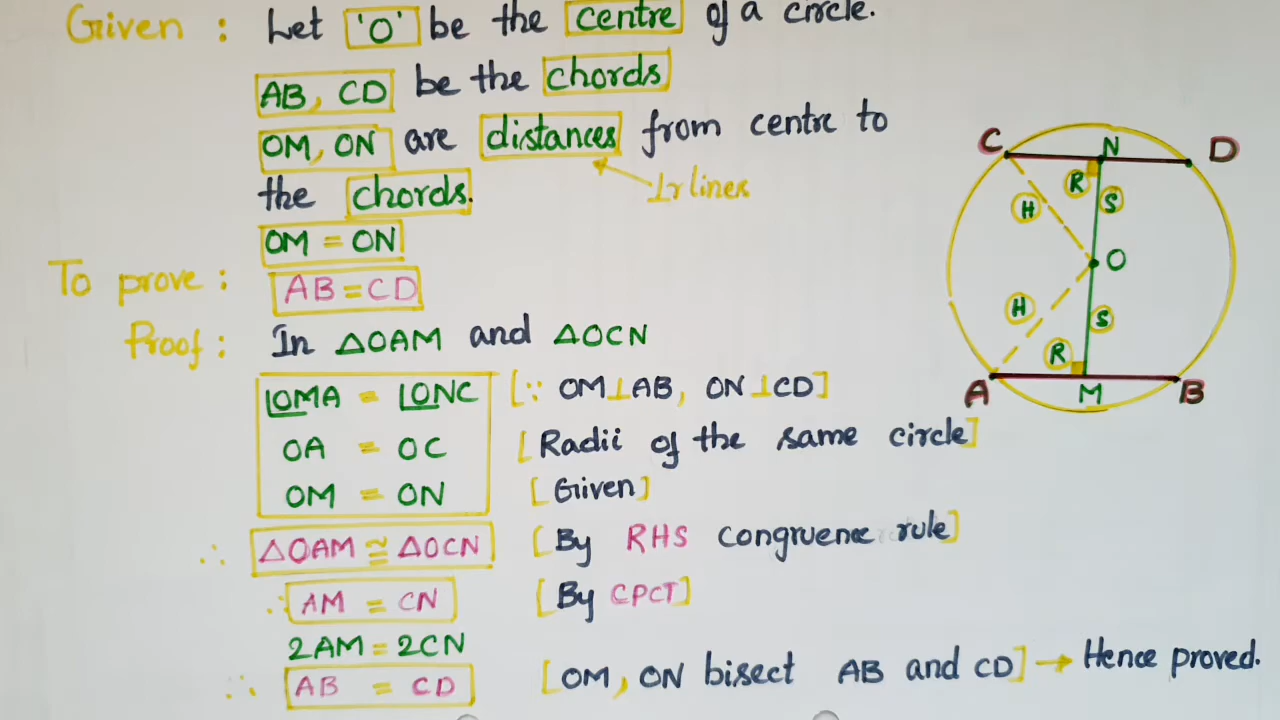 Given : Let 'O' be the centre of a circle.
AB, CD be the chords
OM, ON are distances from centre to
the chords.
⊥r lines
OM = ON
To prove : AB = CD
Proof : In △OAM and △OCN
∠OMA = ∠ONC [∵ OM⊥AB, ON⊥CD]
OA = OC [Radii of the same circle]
OM = ON [Given]
∴ △OAM ≅ △OCN [By RHS congruence rule]
∴ AM = CN [By CPCT]
2AM = 2CN
∴ AB = CD [OM, ON bisect AB and CD] → Hence proved.
C N D
R S
H
O
H S
R
A M B